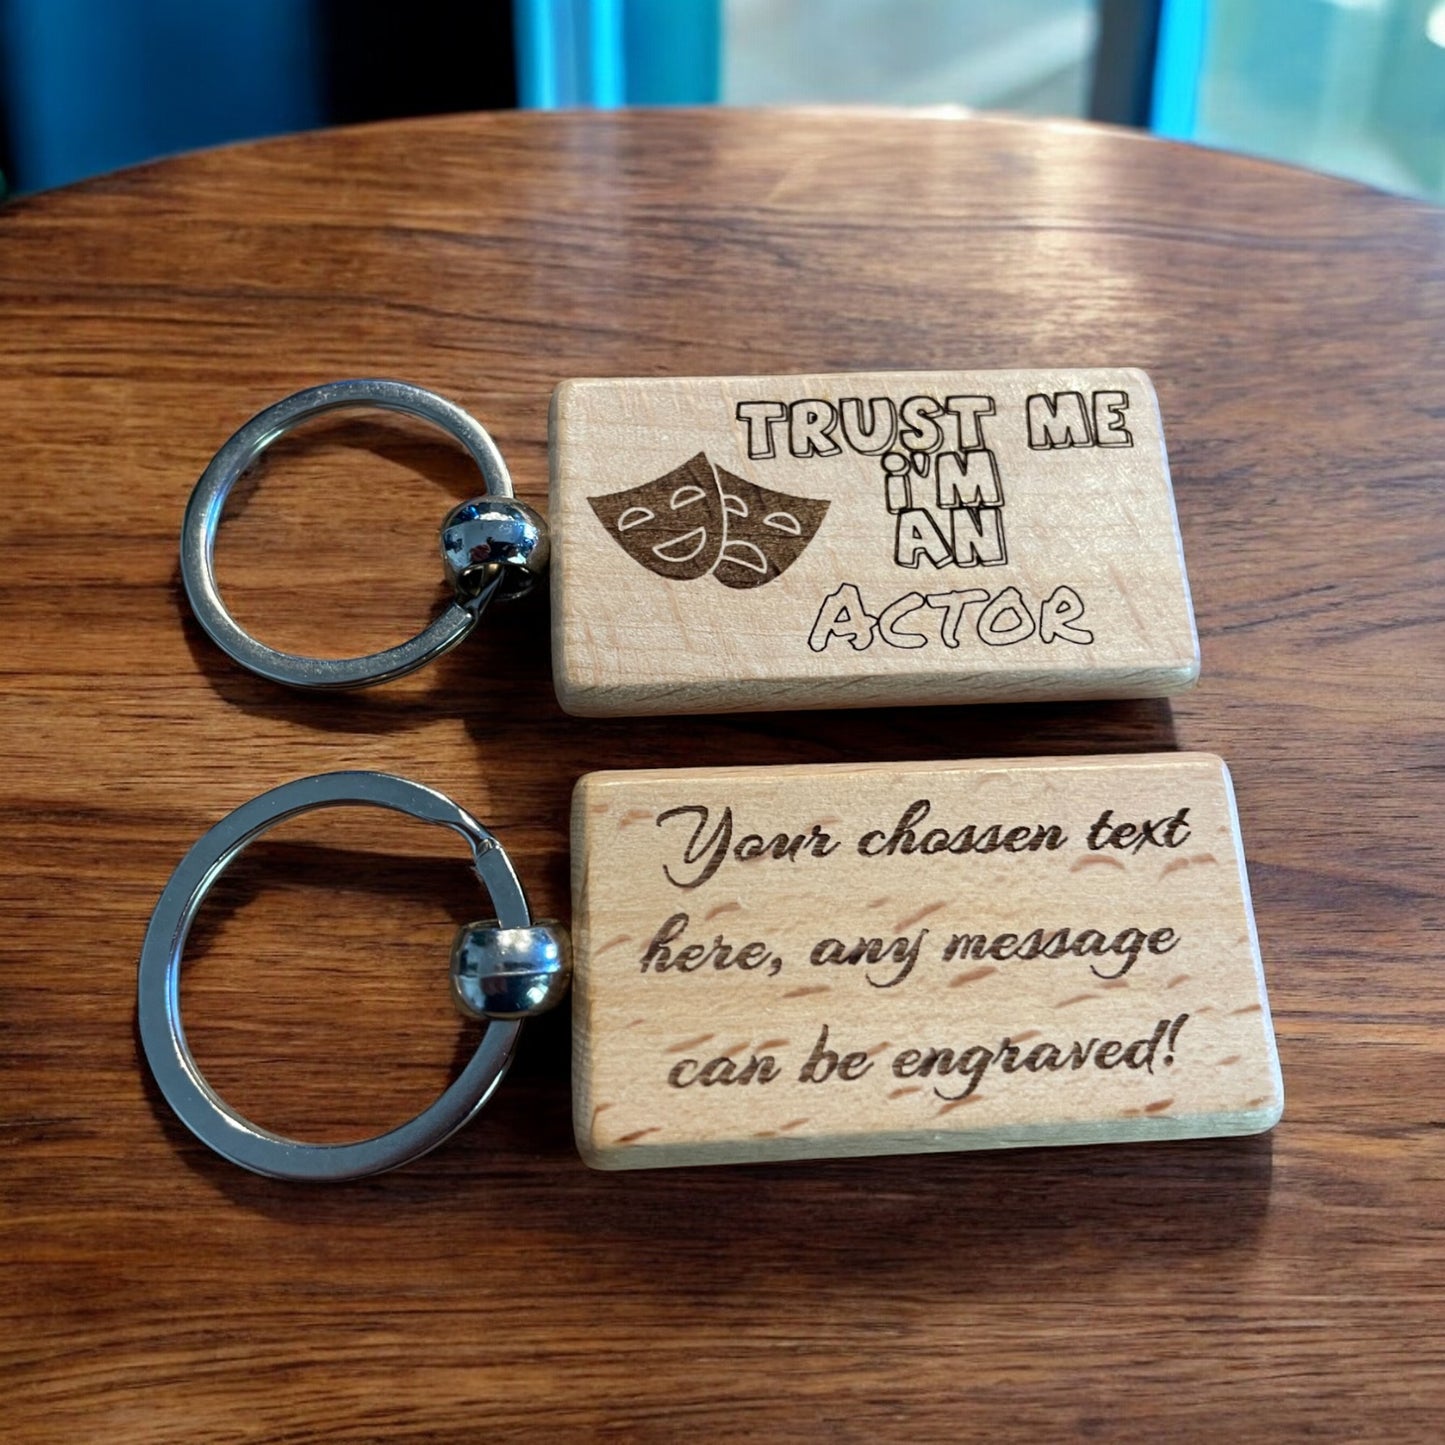 TRUST ME
i'M
AN
ACTOR
Your chossen text
here, any message
can be engraved!